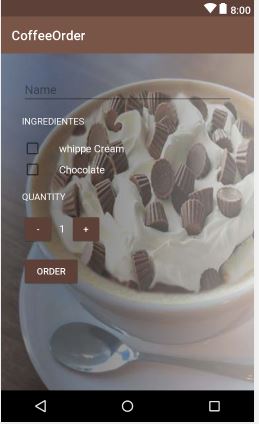 8:00
CoffeeOrder
Name
INGREDIENTES
whippe Cream
Chocolate
QUANTITY
- 1 +
ORDER